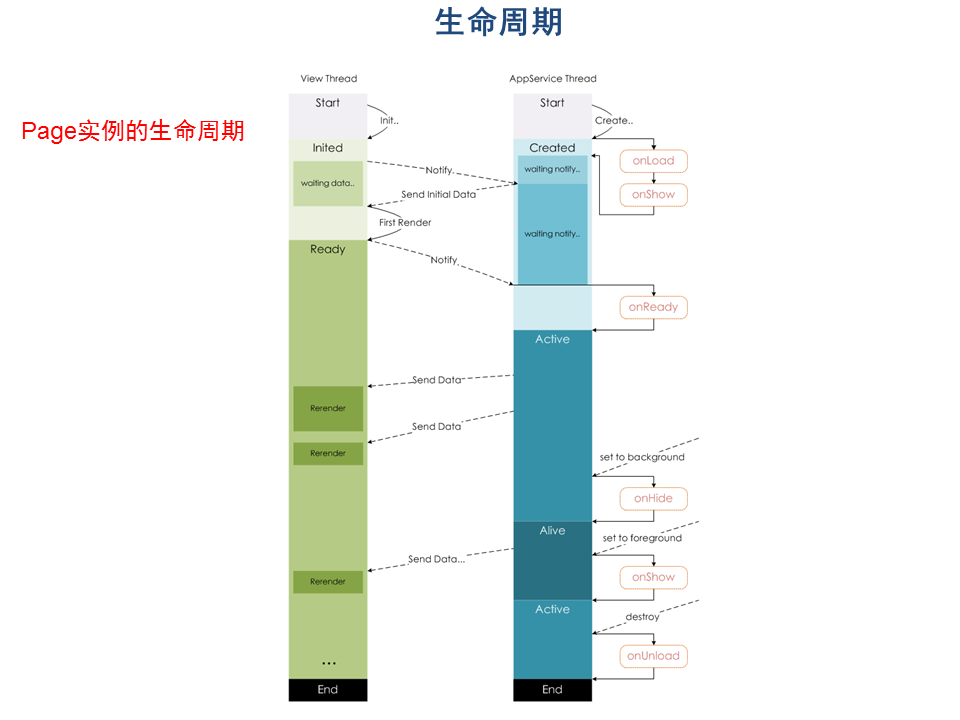 生命周期
View Thread
AppService Thread
Page实例的生命周期
Start
Start
Init..
Create..
Inited
Created
onLoad
waiting notify..
Notify
waiting data..
Send Initial Data
onShow
First Render
waiting notify..
Ready
Notify
onReady
Active
Send Data
Rerender
Send Data
Rerender
set to background
onHide
Alive
set to foreground
Send Data...
onShow
Rerender
Active
destroy
onUnload
...
End
End